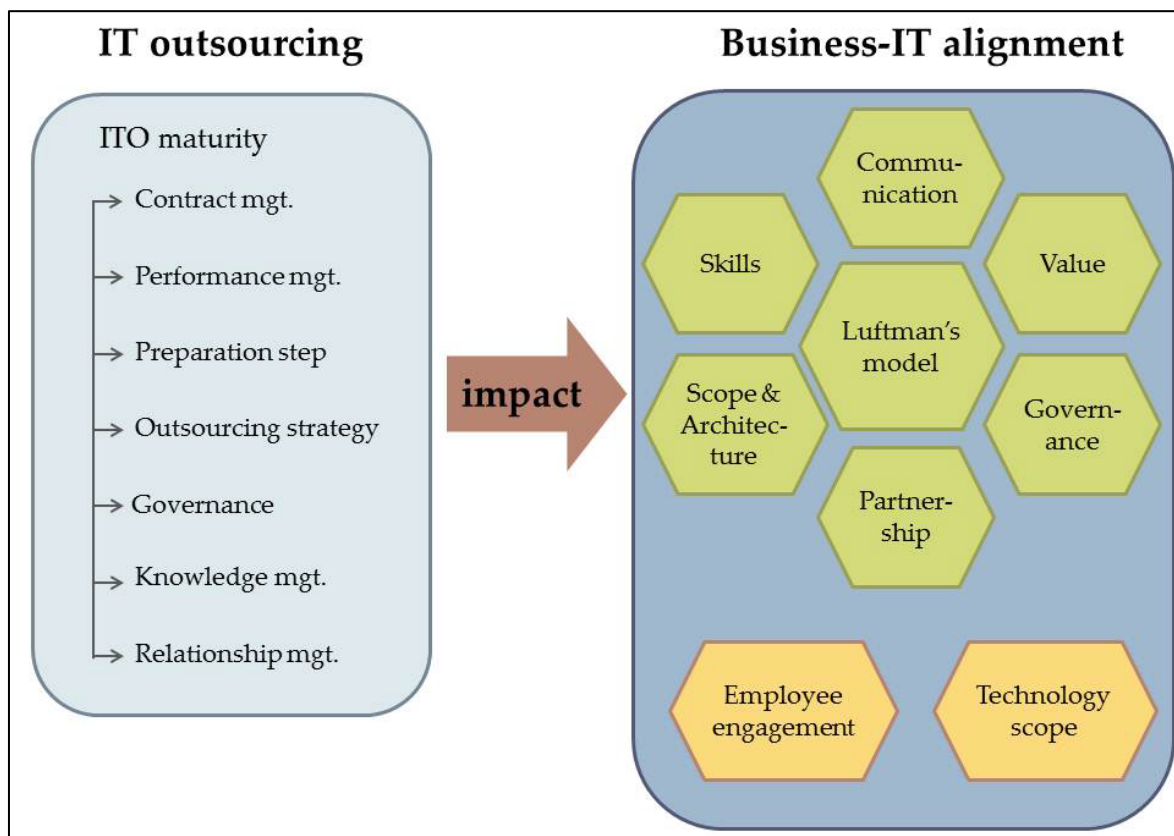 IT outsourcing
ITO maturity
Contract mgt.
Performance mgt.
Preparation step
Outsourcing strategy
Governance
Knowledge mgt.
Relationship mgt.
impact
Business-IT alignment
Commu-
nication
Skills
Value
Luftman's
model
Scope &
Architec-
ture
Govern-
ance
Partner-
ship
Employee
engagement
Technology
scope